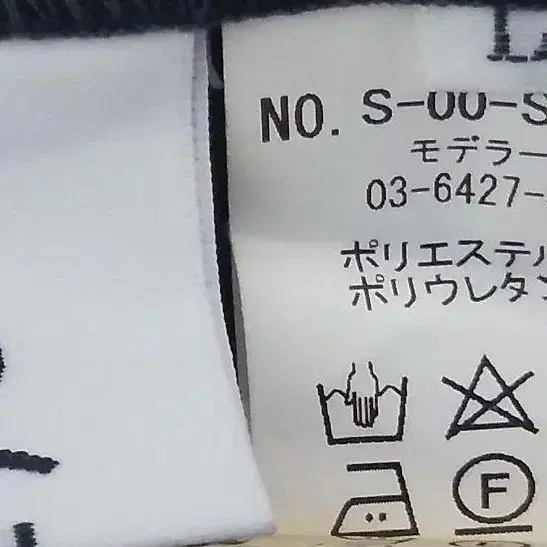 NO. S-00-S
モデラー
03-6427-
ポリエステル
ポリウレタン
F